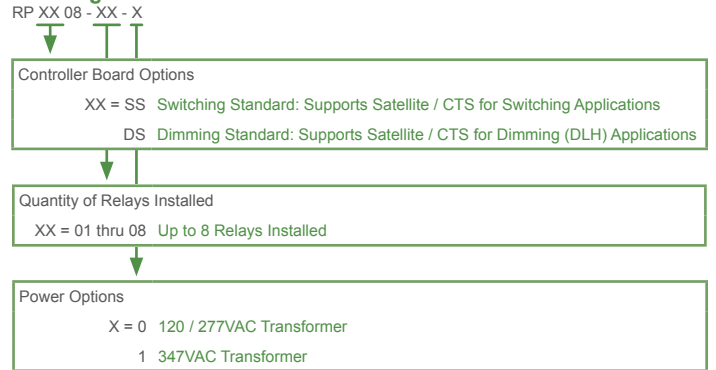 RP XX 08 - XX - X
Controller Board Options
XX = SS Switching Standard: Supports Satellite / CTS for Switching Applications
DS Dimming Standard: Supports Satellite / CTS for Dimming (DLH) Applications
Quantity of Relays Installed
XX = 01 thru 08 Up to 8 Relays Installed
Power Options
X = 0 120 / 277VAC Transformer
1 347VAC Transformer